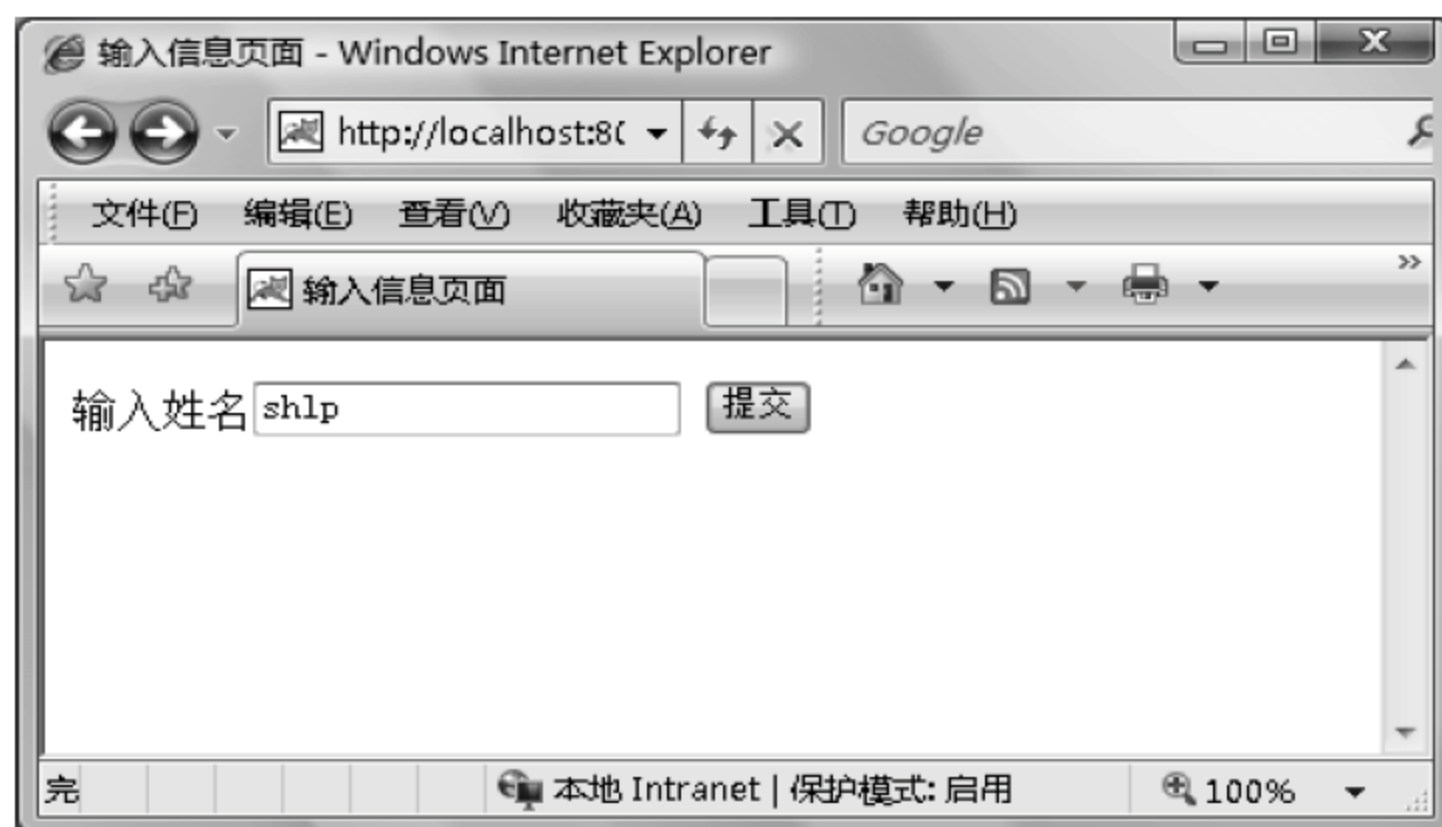 输入信息页面 - Windows Internet Explorer
http://localhost:8( Google
文件(F) 编辑(E) 查看(V) 收藏夹(A) 工具(T) 帮助(H)
输入信息页面 »
输入姓名 shlp 提交
完 本地 Intranet | 保护模式: 启用 100%